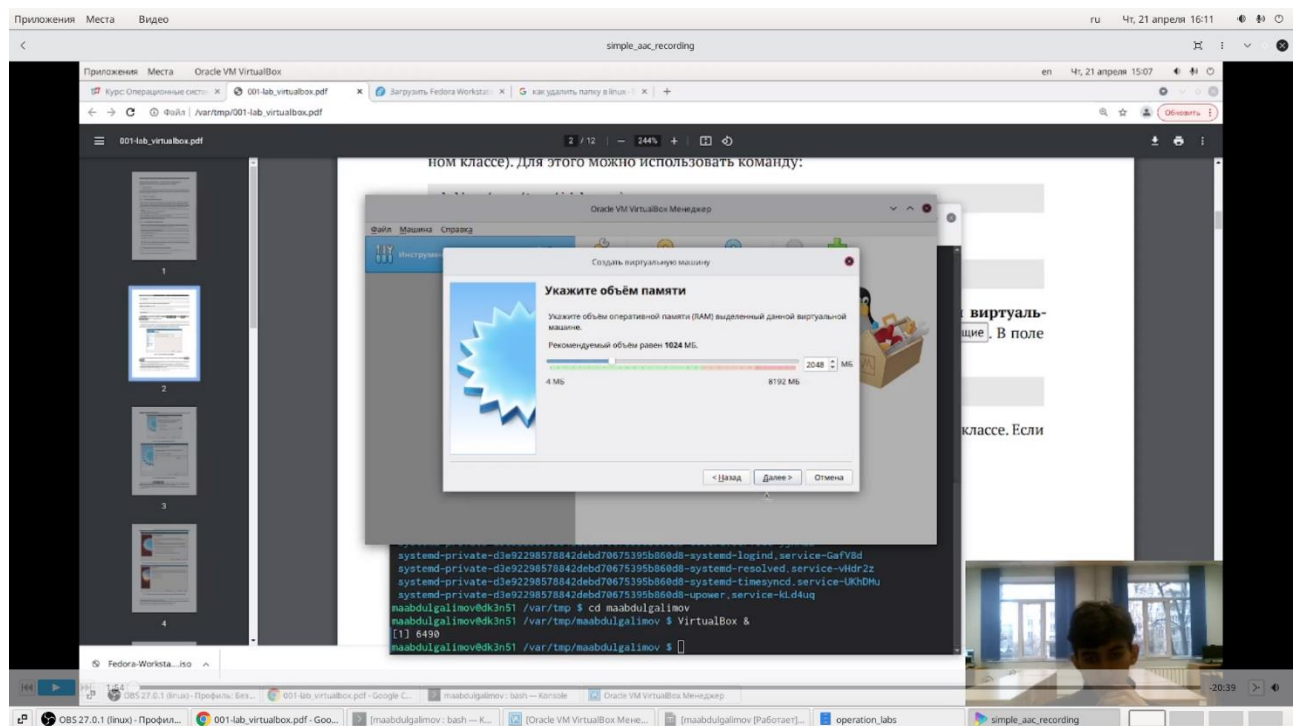 Приложения Места Видео ru Чт, 21 апреля 16:11
simple_aac_recording
Приложения Места Oracle VM VirtualBox en Чт, 21 апреля 15:07
Курс: Операционные систе 001-lab_virtualbox.pdf Загрузить Fedora Workstat как удалить папку в linux
Файл /var/tmp/001-lab_virtualbox.pdf Обновить
001-lab_virtualbox.pdf 2 / 12 244%
ном классе). Для этого можно использовать команду:
Oracle VM VirtualBox Менеджер
Файл Машина Справка
Создать виртуальную машину
Укажите объём памяти
Укажите объём оперативной памяти (RAM) выделенный данной виртуальной
машине.
Рекомендуемый объём равен 1024 МБ.
2048 МБ
4 МБ 8192 МБ
< Назад Далее > Отмена
виртуаль-
щие . В поле
классе. Если
1
2
3
4
systemd-private-d3e92298578842debd70675395b860d8-systemd-logind.service-GafY8d
systemd-private-d3e92298578842debd70675395b860d8-systemd-resolved.service-vHdr2z
systemd-private-d3e92298578842debd70675395b860d8-systemd-timesyncd.service-UKhDMu
systemd-private-d3e92298578842debd70675395b860d8-upower.service-kLd4uq
maabdulgalimov@dk3n51 /var/tmp $ cd maabdulgalimov
maabdulgalimov@dk3n51 /var/tmp/maabdulgalimov $ VirtualBox &
[1] 6490
maabdulgalimov@dk3n51 /var/tmp/maabdulgalimov $
Fedora-Worksta....iso
1:54 -20:39
OBS 27.0.1 (linux) - Профиль: Без... 001-lab_virtualbox.pdf - Google C... maabdulgalimov : bash — Консоль Oracle VM VirtualBox Менеджер
OBS 27.0.1 (linux) - Профил... 001-lab_virtualbox.pdf - Goo... [maabdulgalimov : bash — К... [Oracle VM VirtualBox Мене... [maabdulgalimov [Работает]... operation_labs simple_aac_recording